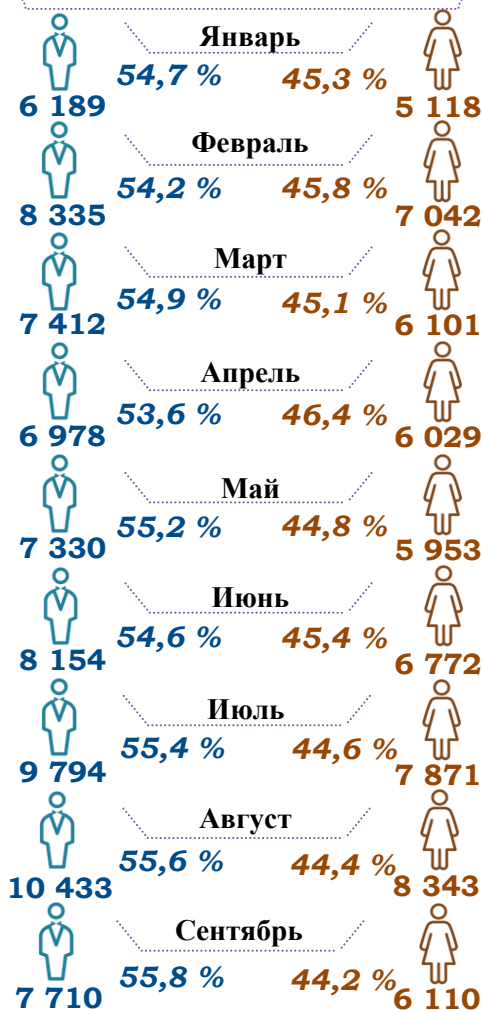 Январь
54,7 % 45,3 %
6 189 5 118
Февраль
54,2 % 45,8 %
8 335 7 042
Март
54,9 % 45,1 %
7 412 6 101
Апрель
53,6 % 46,4 %
6 978 6 029
Май
55,2 % 44,8 %
7 330 5 953
Июнь
54,6 % 45,4 %
8 154 6 772
Июль
55,4 % 44,6 %
9 794 7 871
Август
55,6 % 44,4 %
10 433 8 343
Сентябрь
55,8 % 44,2 %
7 710 6 110